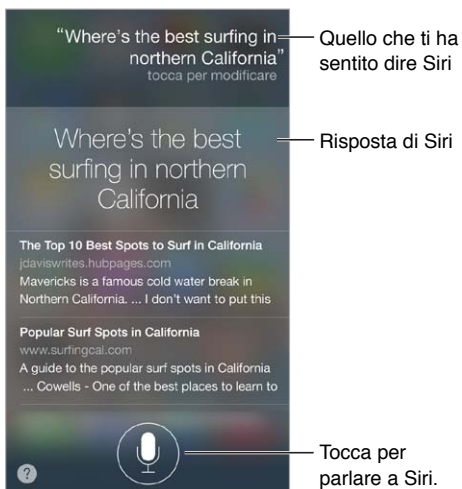 “Where’s the best surfing in
northern California”
tocca per modificare
Quello che ti ha
sentito dire Siri
Where’s the best
surfing in northern
California
Risposta di Siri
The Top 10 Best Spots to Surf in California
jdaviswrites.hubpages.com
Mavericks is a famous cold water break in
Northern California. ... I don’t want to put this
Popular Surf Spots in California
www.surfingcal.com
A guide to the popular surf spots in California
... Cowells - One of the best places to learn to
?
Tocca per
parlare a Siri.